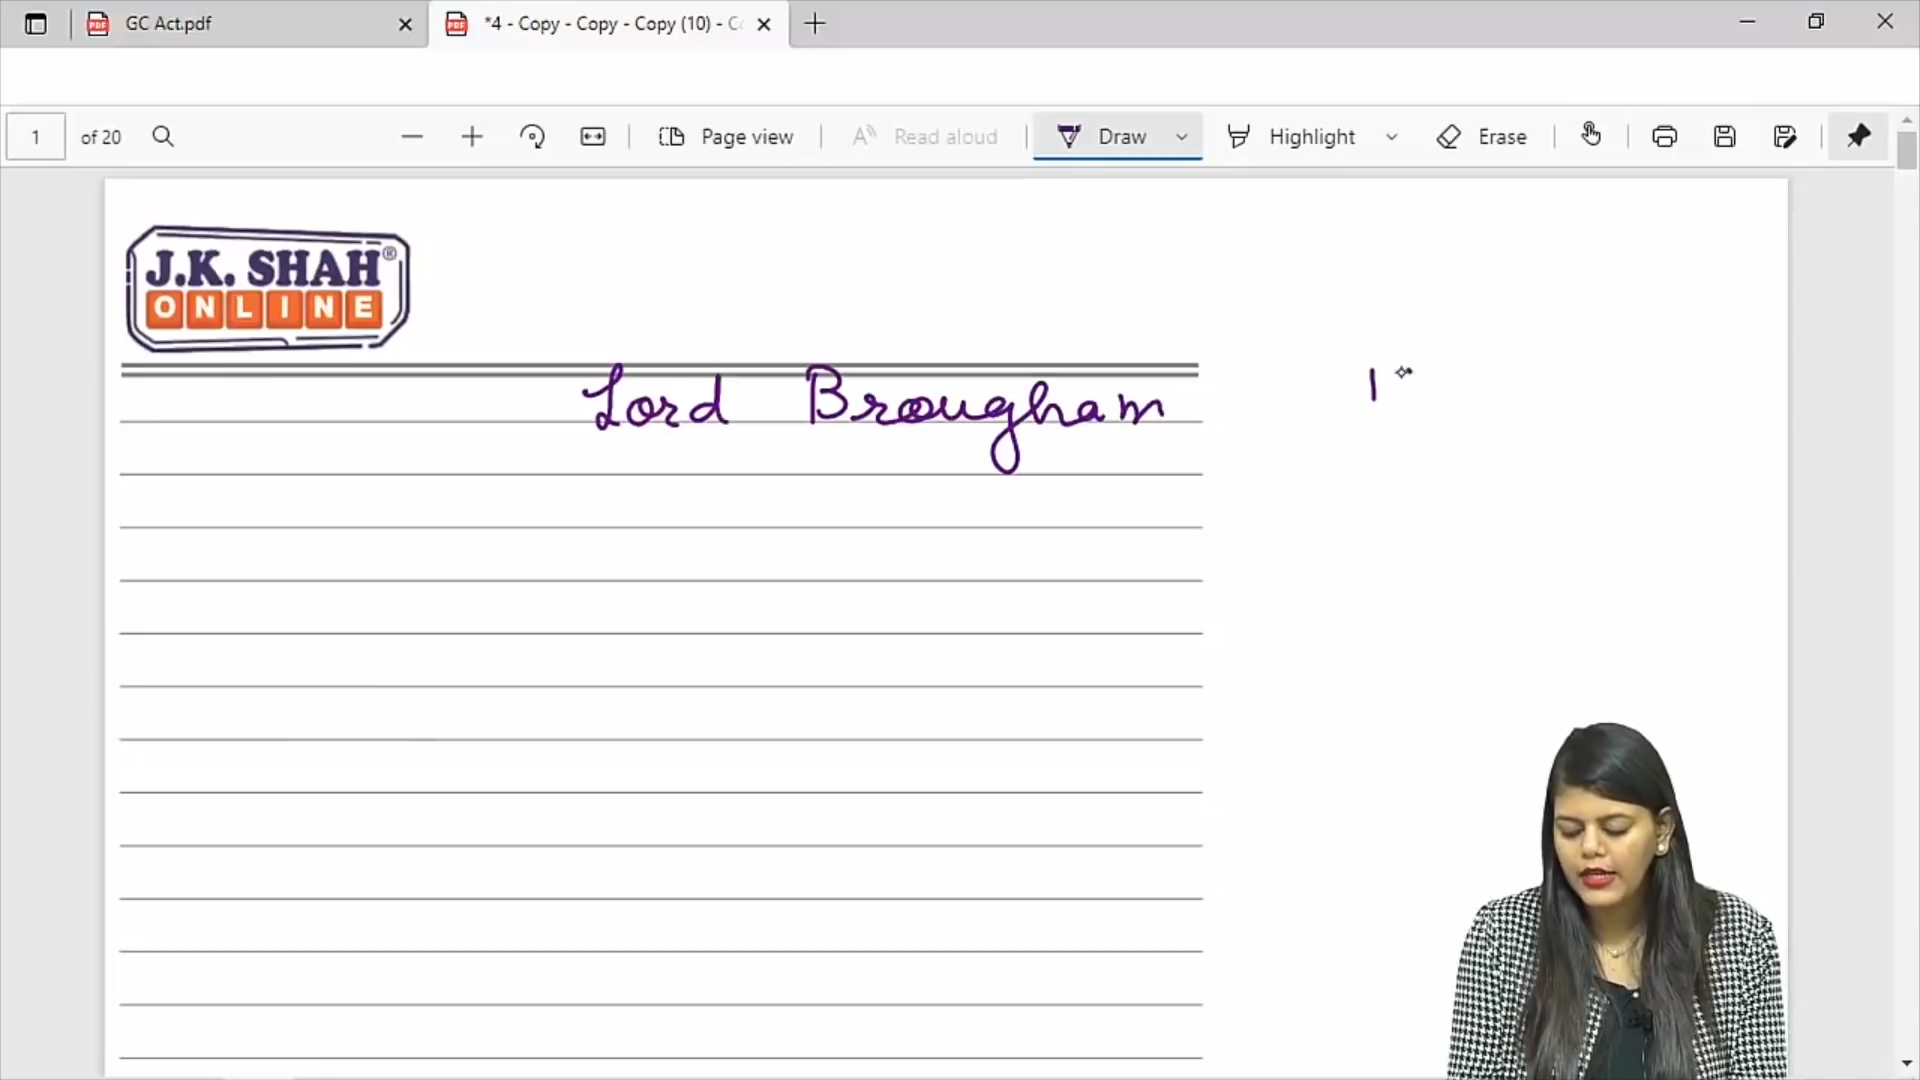 GC Act.pdf
*4 - Copy - Copy - Copy (10) - Co
1 of 20
Page view
Read aloud
Draw
Highlight
Erase
J.K. SHAH®
ONLINE
Lord Brougham 1